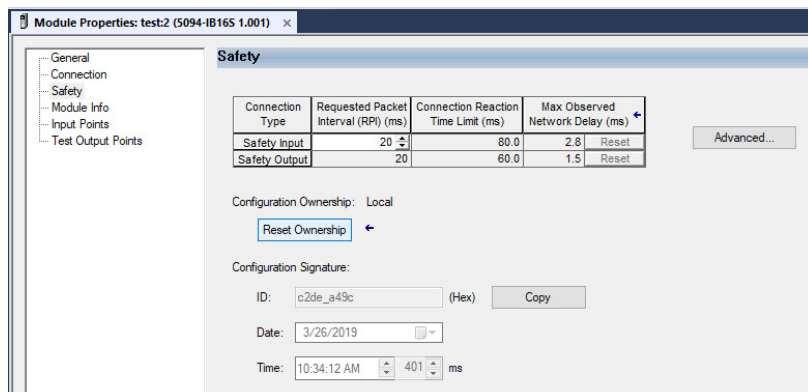 Module Properties: test:2 (5094-IB16S 1.001) ×
General
Connection
Safety
Module Info
Input Points
Test Output Points
Safety
Connection Type Requested Packet Interval (RPI) (ms) Connection Reaction Time Limit (ms) Max Observed Network Delay (ms)
Safety Input 20 80.0 2.8 Reset
Safety Output 20 60.0 1.5 Reset
Advanced...
Configuration Ownership: Local
Reset Ownership
Configuration Signature:
ID: c2de_a49c (Hex) Copy
Date: 3/26/2019
Time: 10:34:12 AM 401 ms